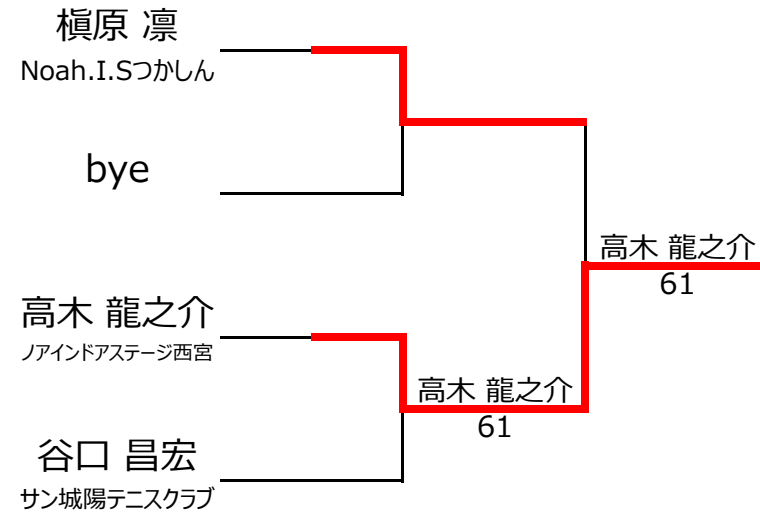 槇原 凛
Noah.I.Sつかしん
bye
高木 龍之介
61
高木 龍之介
ノアインドアステージ西宮
高木 龍之介
61
谷口 昌宏
サン城陽テニスクラブ